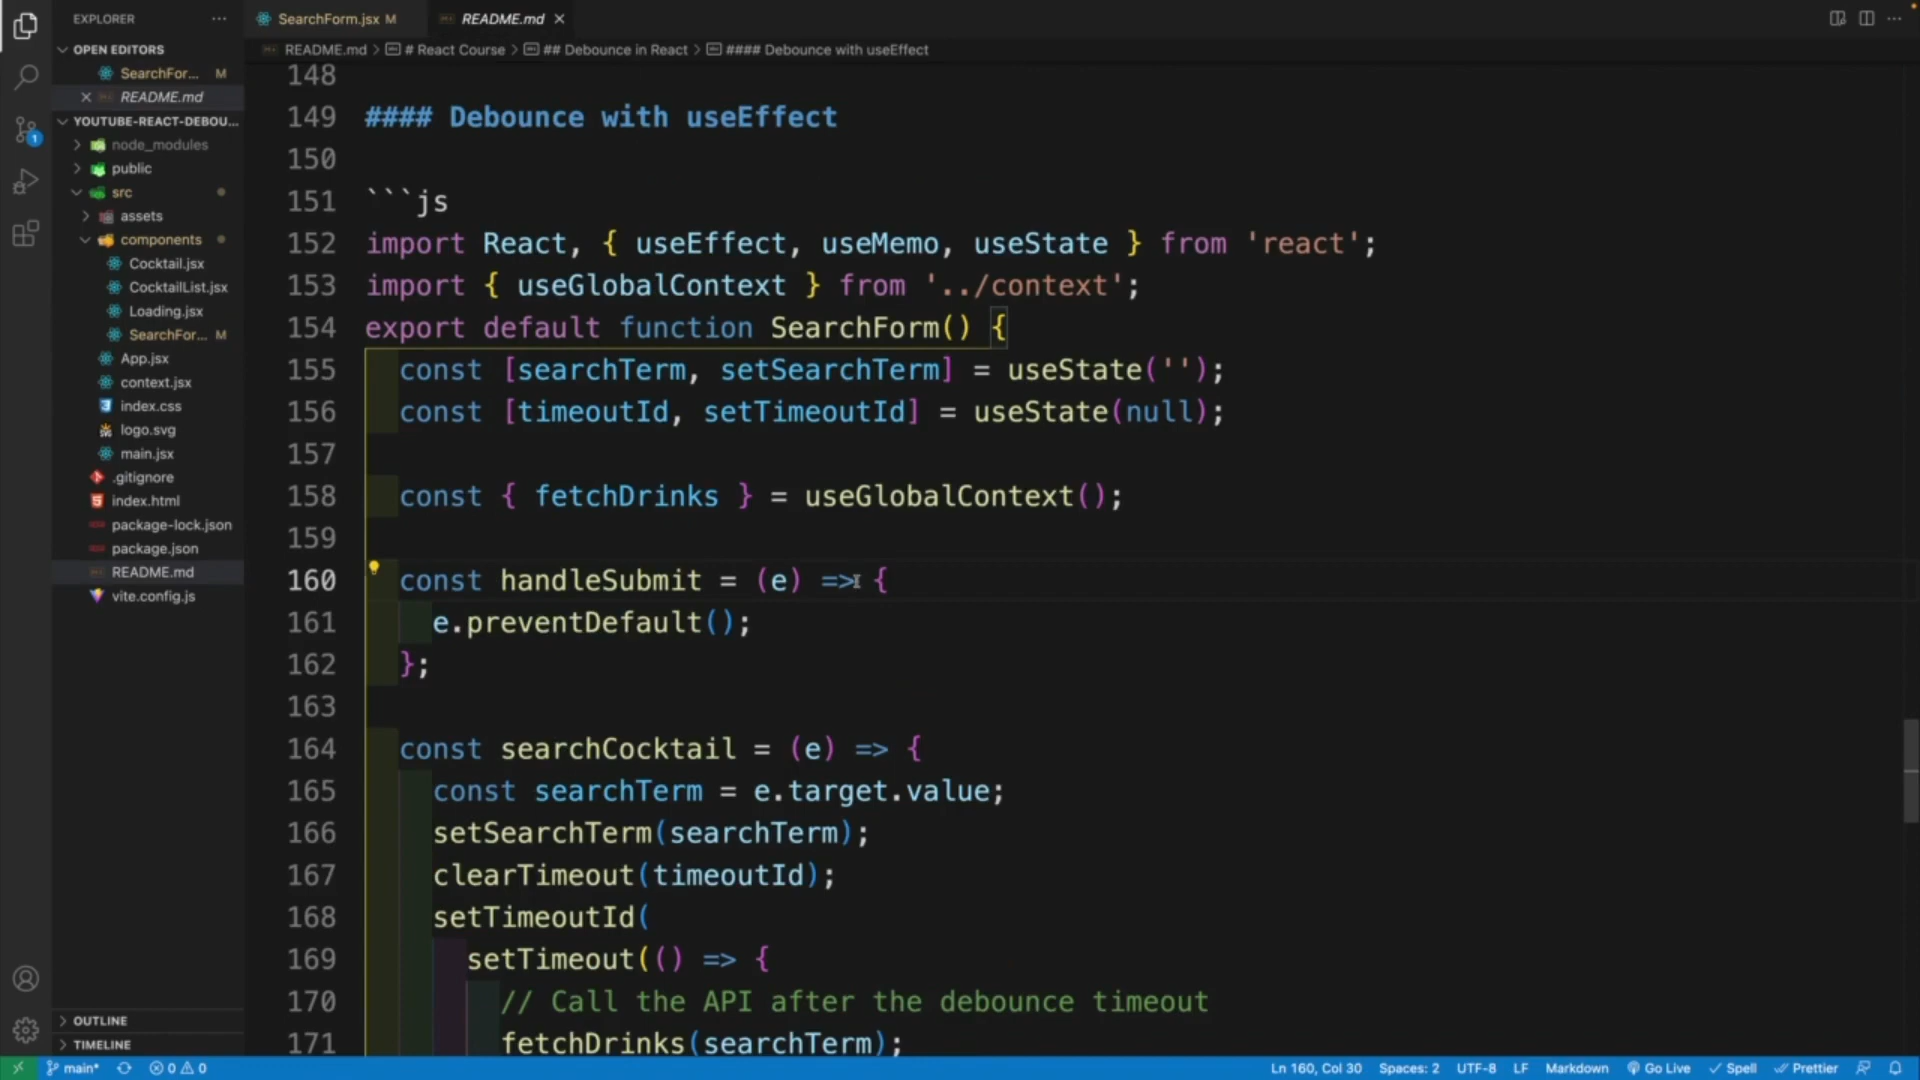 EXPLORER
···
OPEN EDITORS
SearchFor... M
README.md
YOUTUBE-REACT-DEBOU...
node_modules
public
src
assets
components
Cocktail.jsx
CocktailList.jsx
Loading.jsx
SearchFor... M
App.jsx
context.jsx
index.css
logo.svg
main.jsx
.gitignore
index.html
package-lock.json
package.json
README.md
vite.config.js
OUTLINE
TIMELINE
SearchForm.jsx M
README.md
README.md > # React Course > ## Debounce in React > #### Debounce with useEffect
148
149 #### Debounce with useEffect
150
151 ```js
152 import React, { useEffect, useMemo, useState } from 'react';
153 import { useGlobalContext } from '../context';
154 export default function SearchForm() {
155 const [searchTerm, setSearchTerm] = useState('');
156 const [timeoutId, setTimeoutId] = useState(null);
157
158 const { fetchDrinks } = useGlobalContext();
159
160 const handleSubmit = (e) => {
161 e.preventDefault();
162 };
163
164 const searchCocktail = (e) => {
165 const searchTerm = e.target.value;
166 setSearchTerm(searchTerm);
167 clearTimeout(timeoutId);
168 setTimeoutId(
169 setTimeout(() => {
170 // Call the API after the debounce timeout
171 fetchDrinks(searchTerm);
1
main* 0 0 Ln 160, Col 30 Spaces: 2 UTF-8 LF Markdown Go Live Spell Prettier